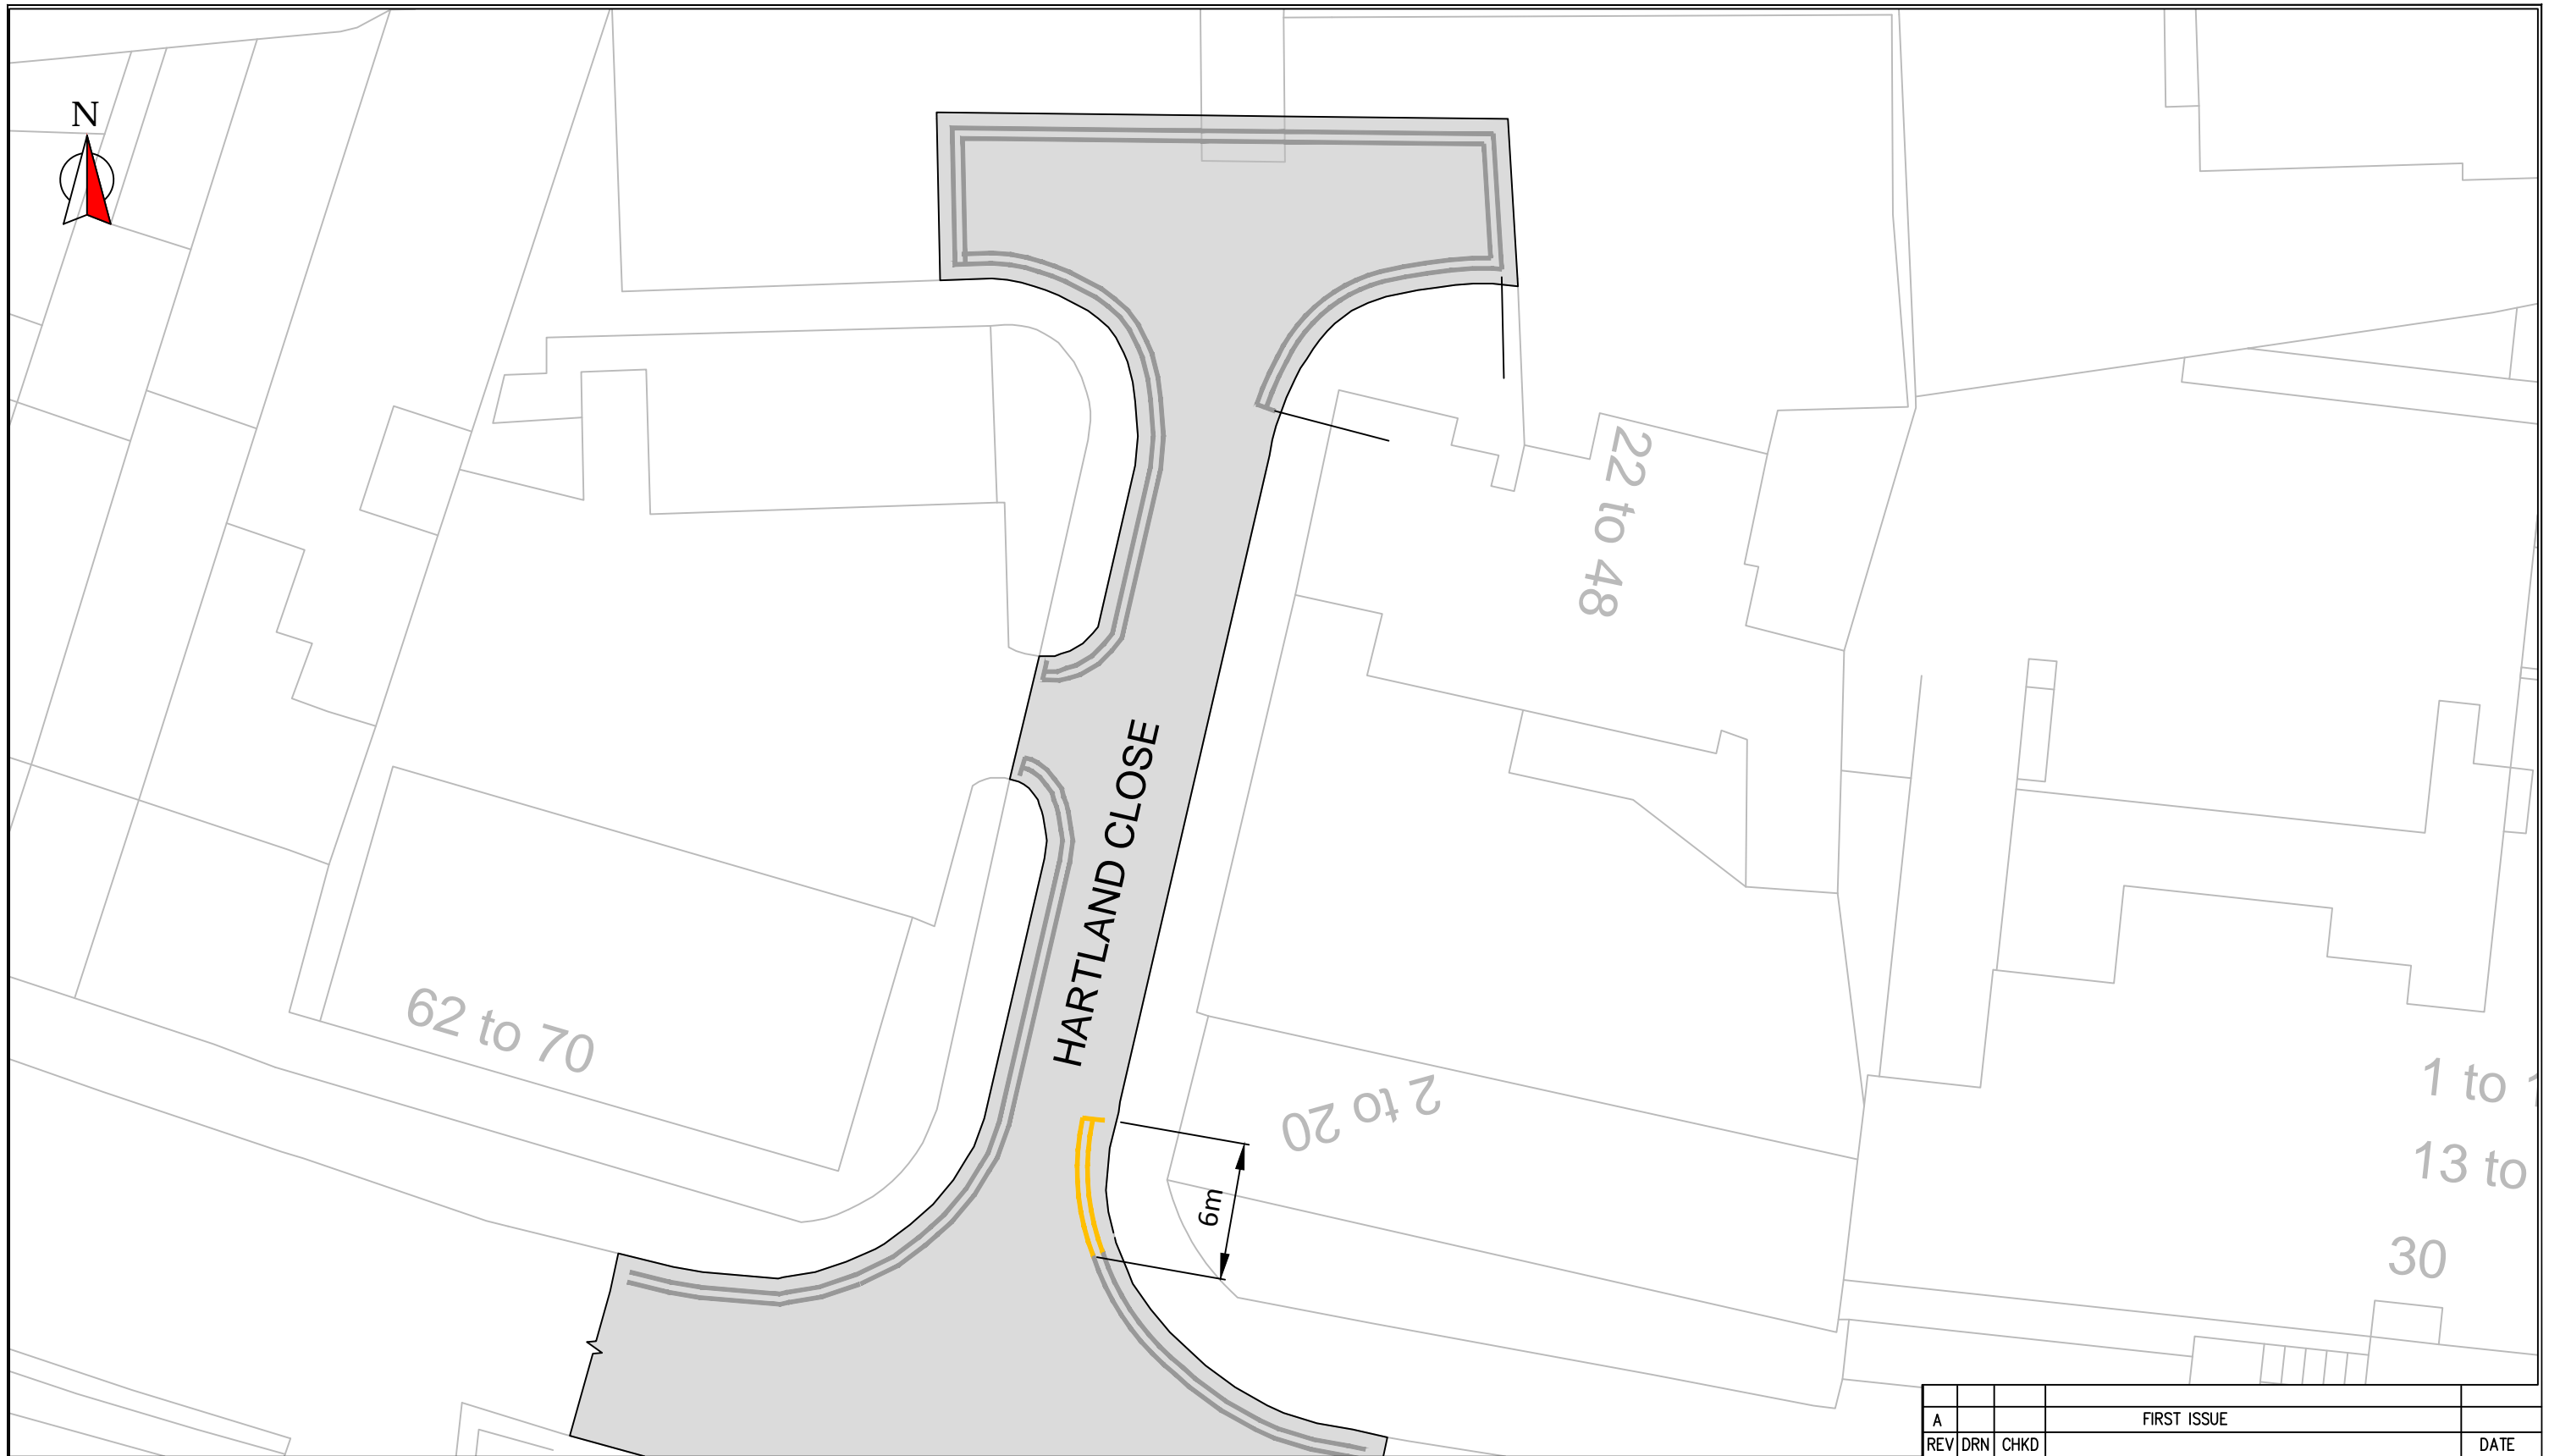 N
22 to 48
HARTLAND CLOSE
62 to 70
2 to 20
6m
1 to 1
13 to
30
A FIRST ISSUE
REV DRN CHKD DATE